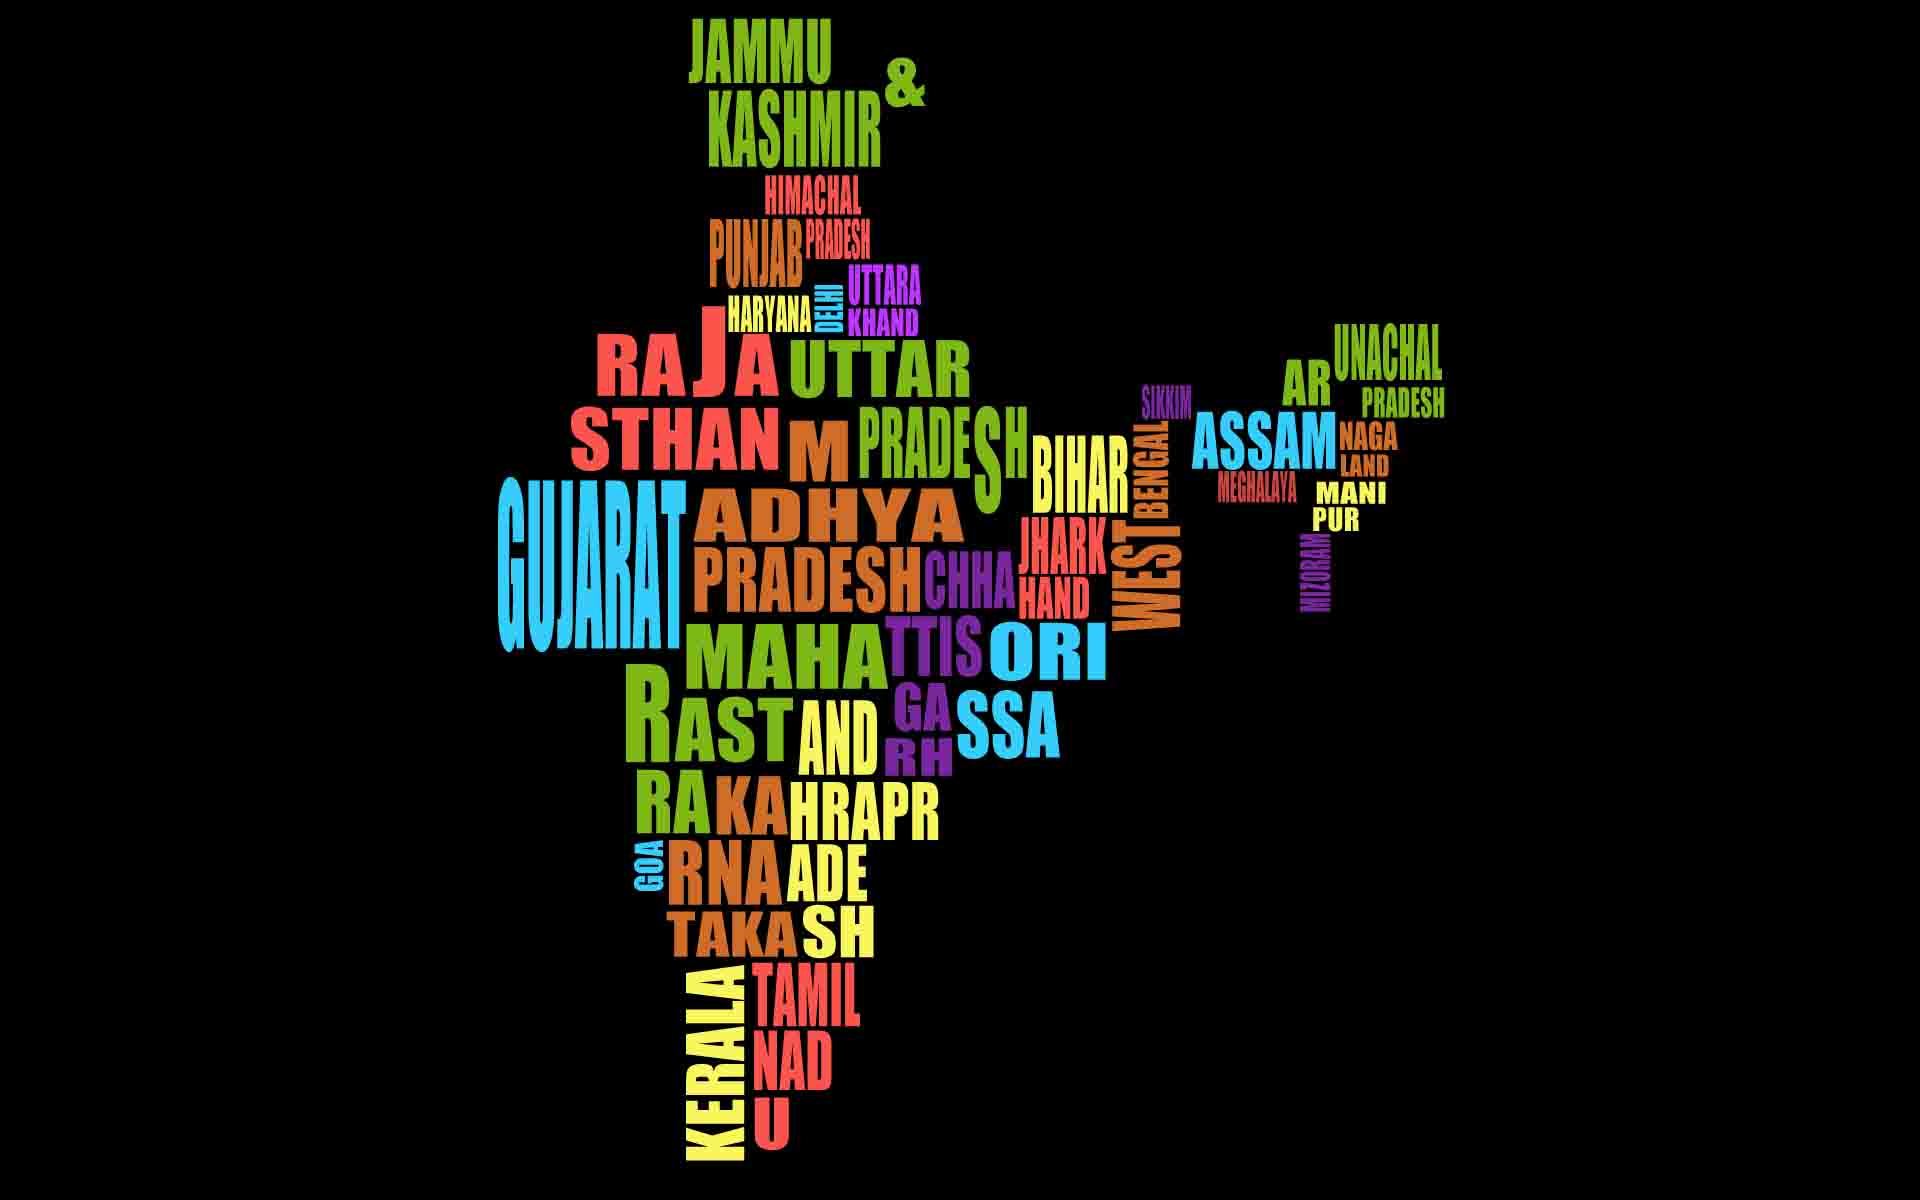 JAMMU
&
KASHMIR
HIMACHAL
PRADESH
PUNJAB
HARYANA
DELHI
UTTARA
KHAND
RAJA
STHAN
UTTAR
PRADESH
M
ADHYA
PRADESH
GUJARAT
BIHAR
JHARK
HAND
WEST
BENGAL
SIKKIM
AR
UNACHAL
PRADESH
ASSAM
NAGA
LAND
MEGHALAYA
MANI
PUR
MIZORAM
CHHA
TTIS
GA
RH
ORI
SSA
MAHA
RAST
RA
AND
HRAPR
ADE
SH
KA
RNA
TAKA
GOA
KERALA
TAMIL
NAD
U